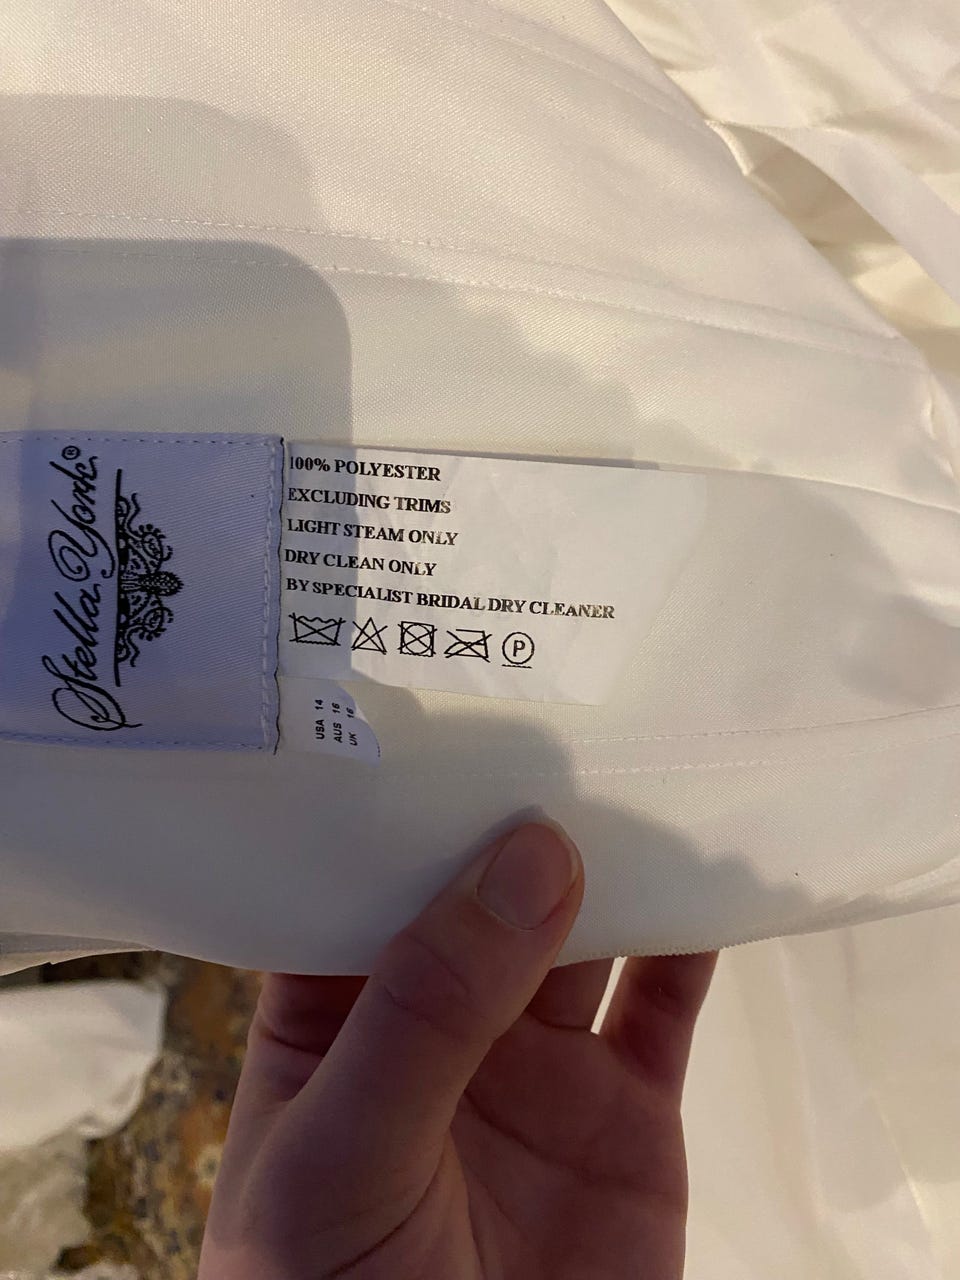 Stella York®
100% POLYESTER
EXCLUDING TRIMS
LIGHT STEAM ONLY
DRY CLEAN ONLY
BY SPECIALIST BRIDAL DRY CLEANER
P
USA 14
AUS 16
UK 16